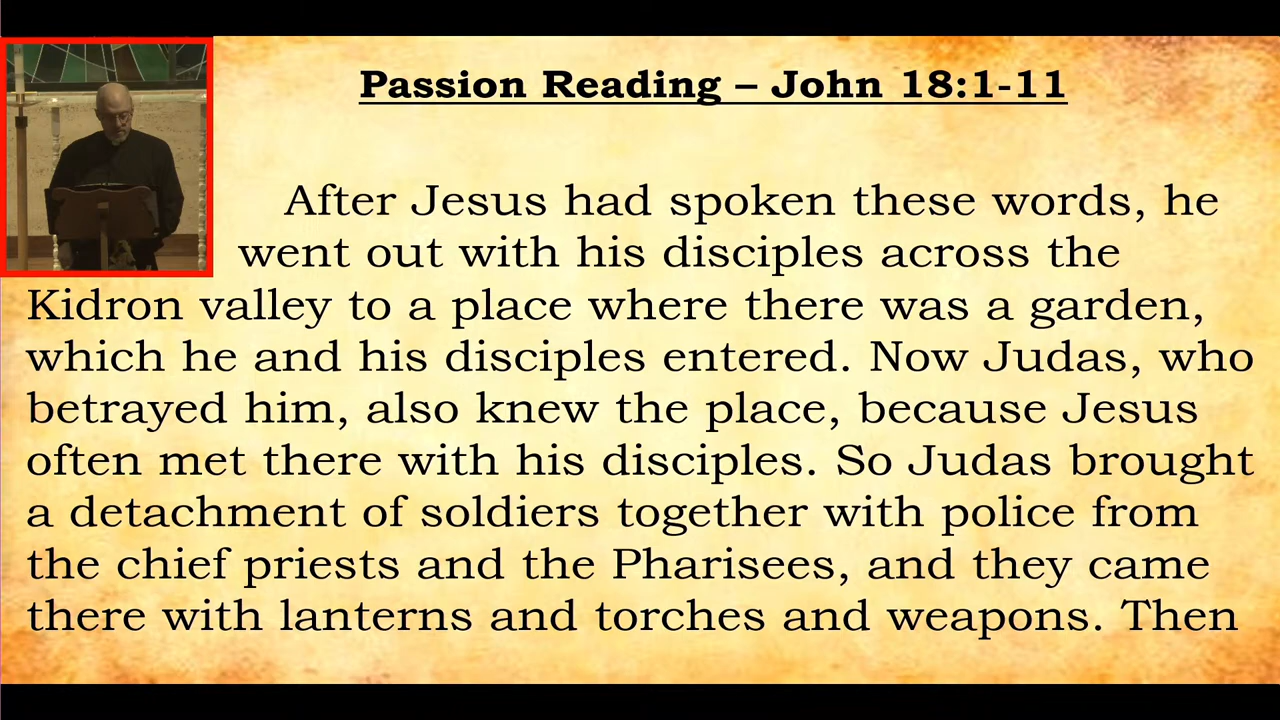 Passion Reading – John 18:1-11
After Jesus had spoken these words, he
went out with his disciples across the
Kidron valley to a place where there was a garden,
which he and his disciples entered. Now Judas, who
betrayed him, also knew the place, because Jesus
often met there with his disciples. So Judas brought
a detachment of soldiers together with police from
the chief priests and the Pharisees, and they came
there with lanterns and torches and weapons. Then